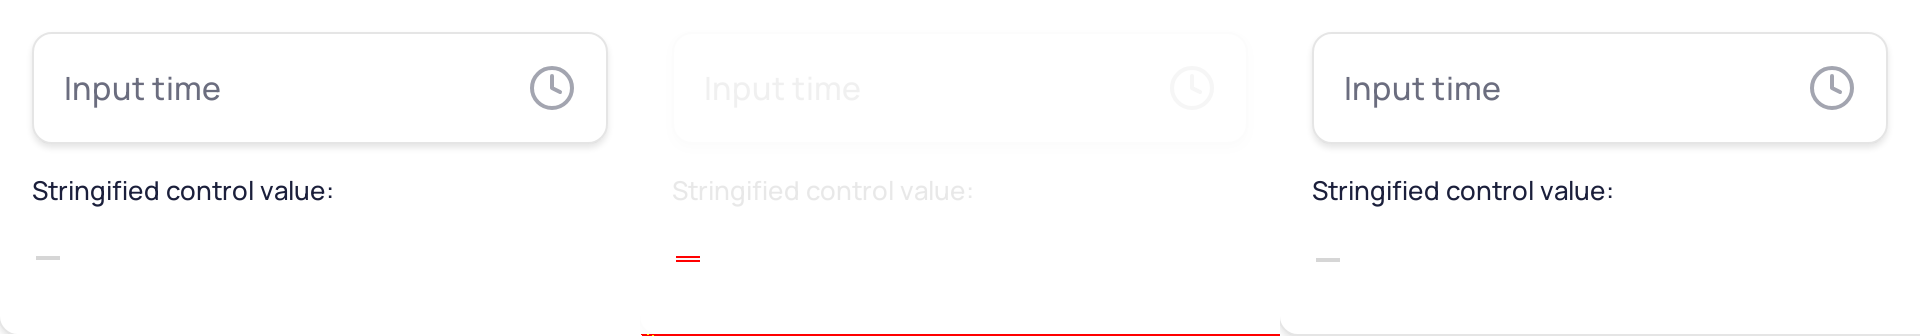 Input time Input time Input time
Stringified control value: Stringified control value: Stringified control value:
— — —